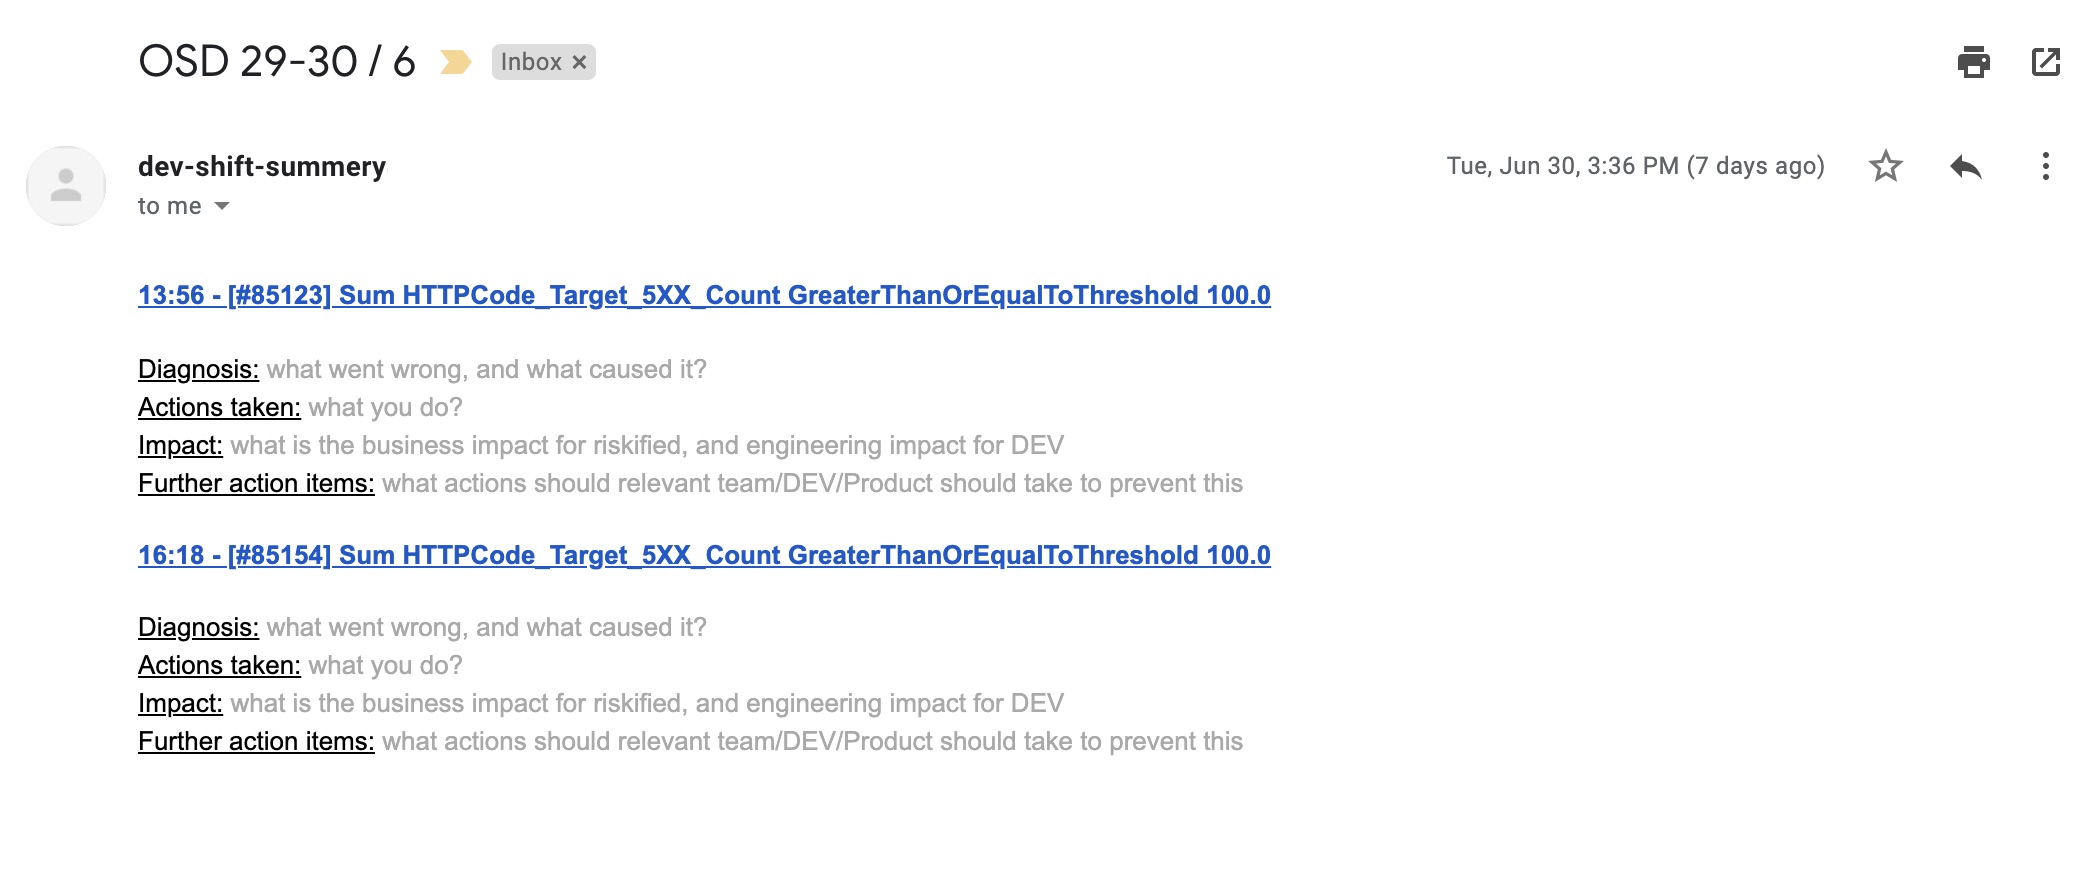 OSD 29-30 / 6 Inbox ×
dev-shift-summery Tue, Jun 30, 3:36 PM (7 days ago)
to me
13:56 - [#85123] Sum HTTPCode_Target_5XX_Count GreaterThanOrEqualToThreshold 100.0
Diagnosis: what went wrong, and what caused it?
Actions taken: what you do?
Impact: what is the business impact for riskified, and engineering impact for DEV
Further action items: what actions should relevant team/DEV/Product should take to prevent this
16:18 - [#85154] Sum HTTPCode_Target_5XX_Count GreaterThanOrEqualToThreshold 100.0
Diagnosis: what went wrong, and what caused it?
Actions taken: what you do?
Impact: what is the business impact for riskified, and engineering impact for DEV
Further action items: what actions should relevant team/DEV/Product should take to prevent this